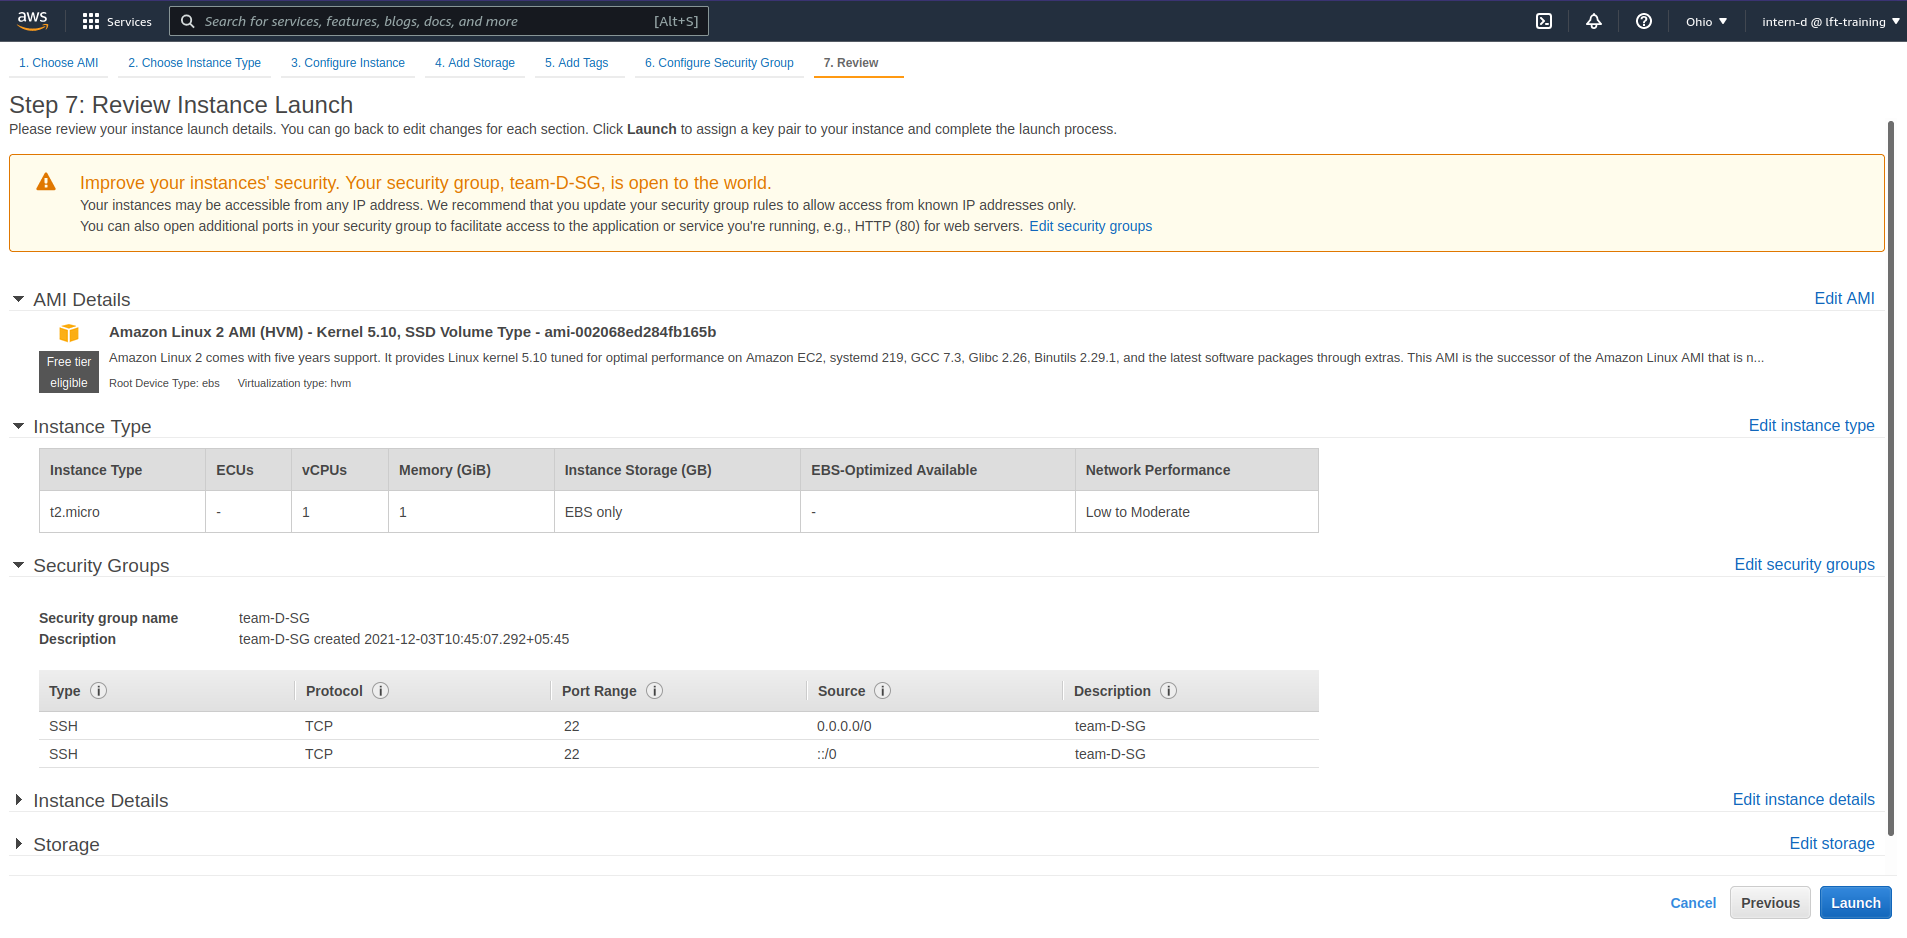 aws Services Search for services, features, blogs, docs, and more [Alt+S] Ohio intern-d @ lft-training
1. Choose AMI 2. Choose Instance Type 3. Configure Instance 4. Add Storage 5. Add Tags 6. Configure Security Group 7. Review
Step 7: Review Instance Launch
Please review your instance launch details. You can go back to edit changes for each section. Click Launch to assign a key pair to your instance and complete the launch process.
Improve your instances' security. Your security group, team-D-SG, is open to the world.
Your instances may be accessible from any IP address. We recommend that you update your security group rules to allow access from known IP addresses only.
You can also open additional ports in your security group to facilitate access to the application or service you're running, e.g., HTTP (80) for web servers. Edit security groups
AMI Details Edit AMI
Amazon Linux 2 AMI (HVM) - Kernel 5.10, SSD Volume Type - ami-002068ed284fb165b
Free tier
eligible
Amazon Linux 2 comes with five years support. It provides Linux kernel 5.10 tuned for optimal performance on Amazon EC2, systemd 219, GCC 7.3, Glibc 2.26, Binutils 2.29.1, and the latest software packages through extras. This AMI is the successor of the Amazon Linux AMI that is n...
Root Device Type: ebs Virtualization type: hvm
Instance Type Edit instance type
Instance Type ECUs vCPUs Memory (GiB) Instance Storage (GB) EBS-Optimized Available Network Performance
t2.micro - 1 1 EBS only - Low to Moderate
Security Groups Edit security groups
Security group name team-D-SG
Description team-D-SG created 2021-12-03T10:45:07.292+05:45
Type Protocol Port Range Source Description
SSH TCP 22 0.0.0.0/0 team-D-SG
SSH TCP 22 ::/0 team-D-SG
Instance Details Edit instance details
Storage Edit storage
Cancel Previous Launch